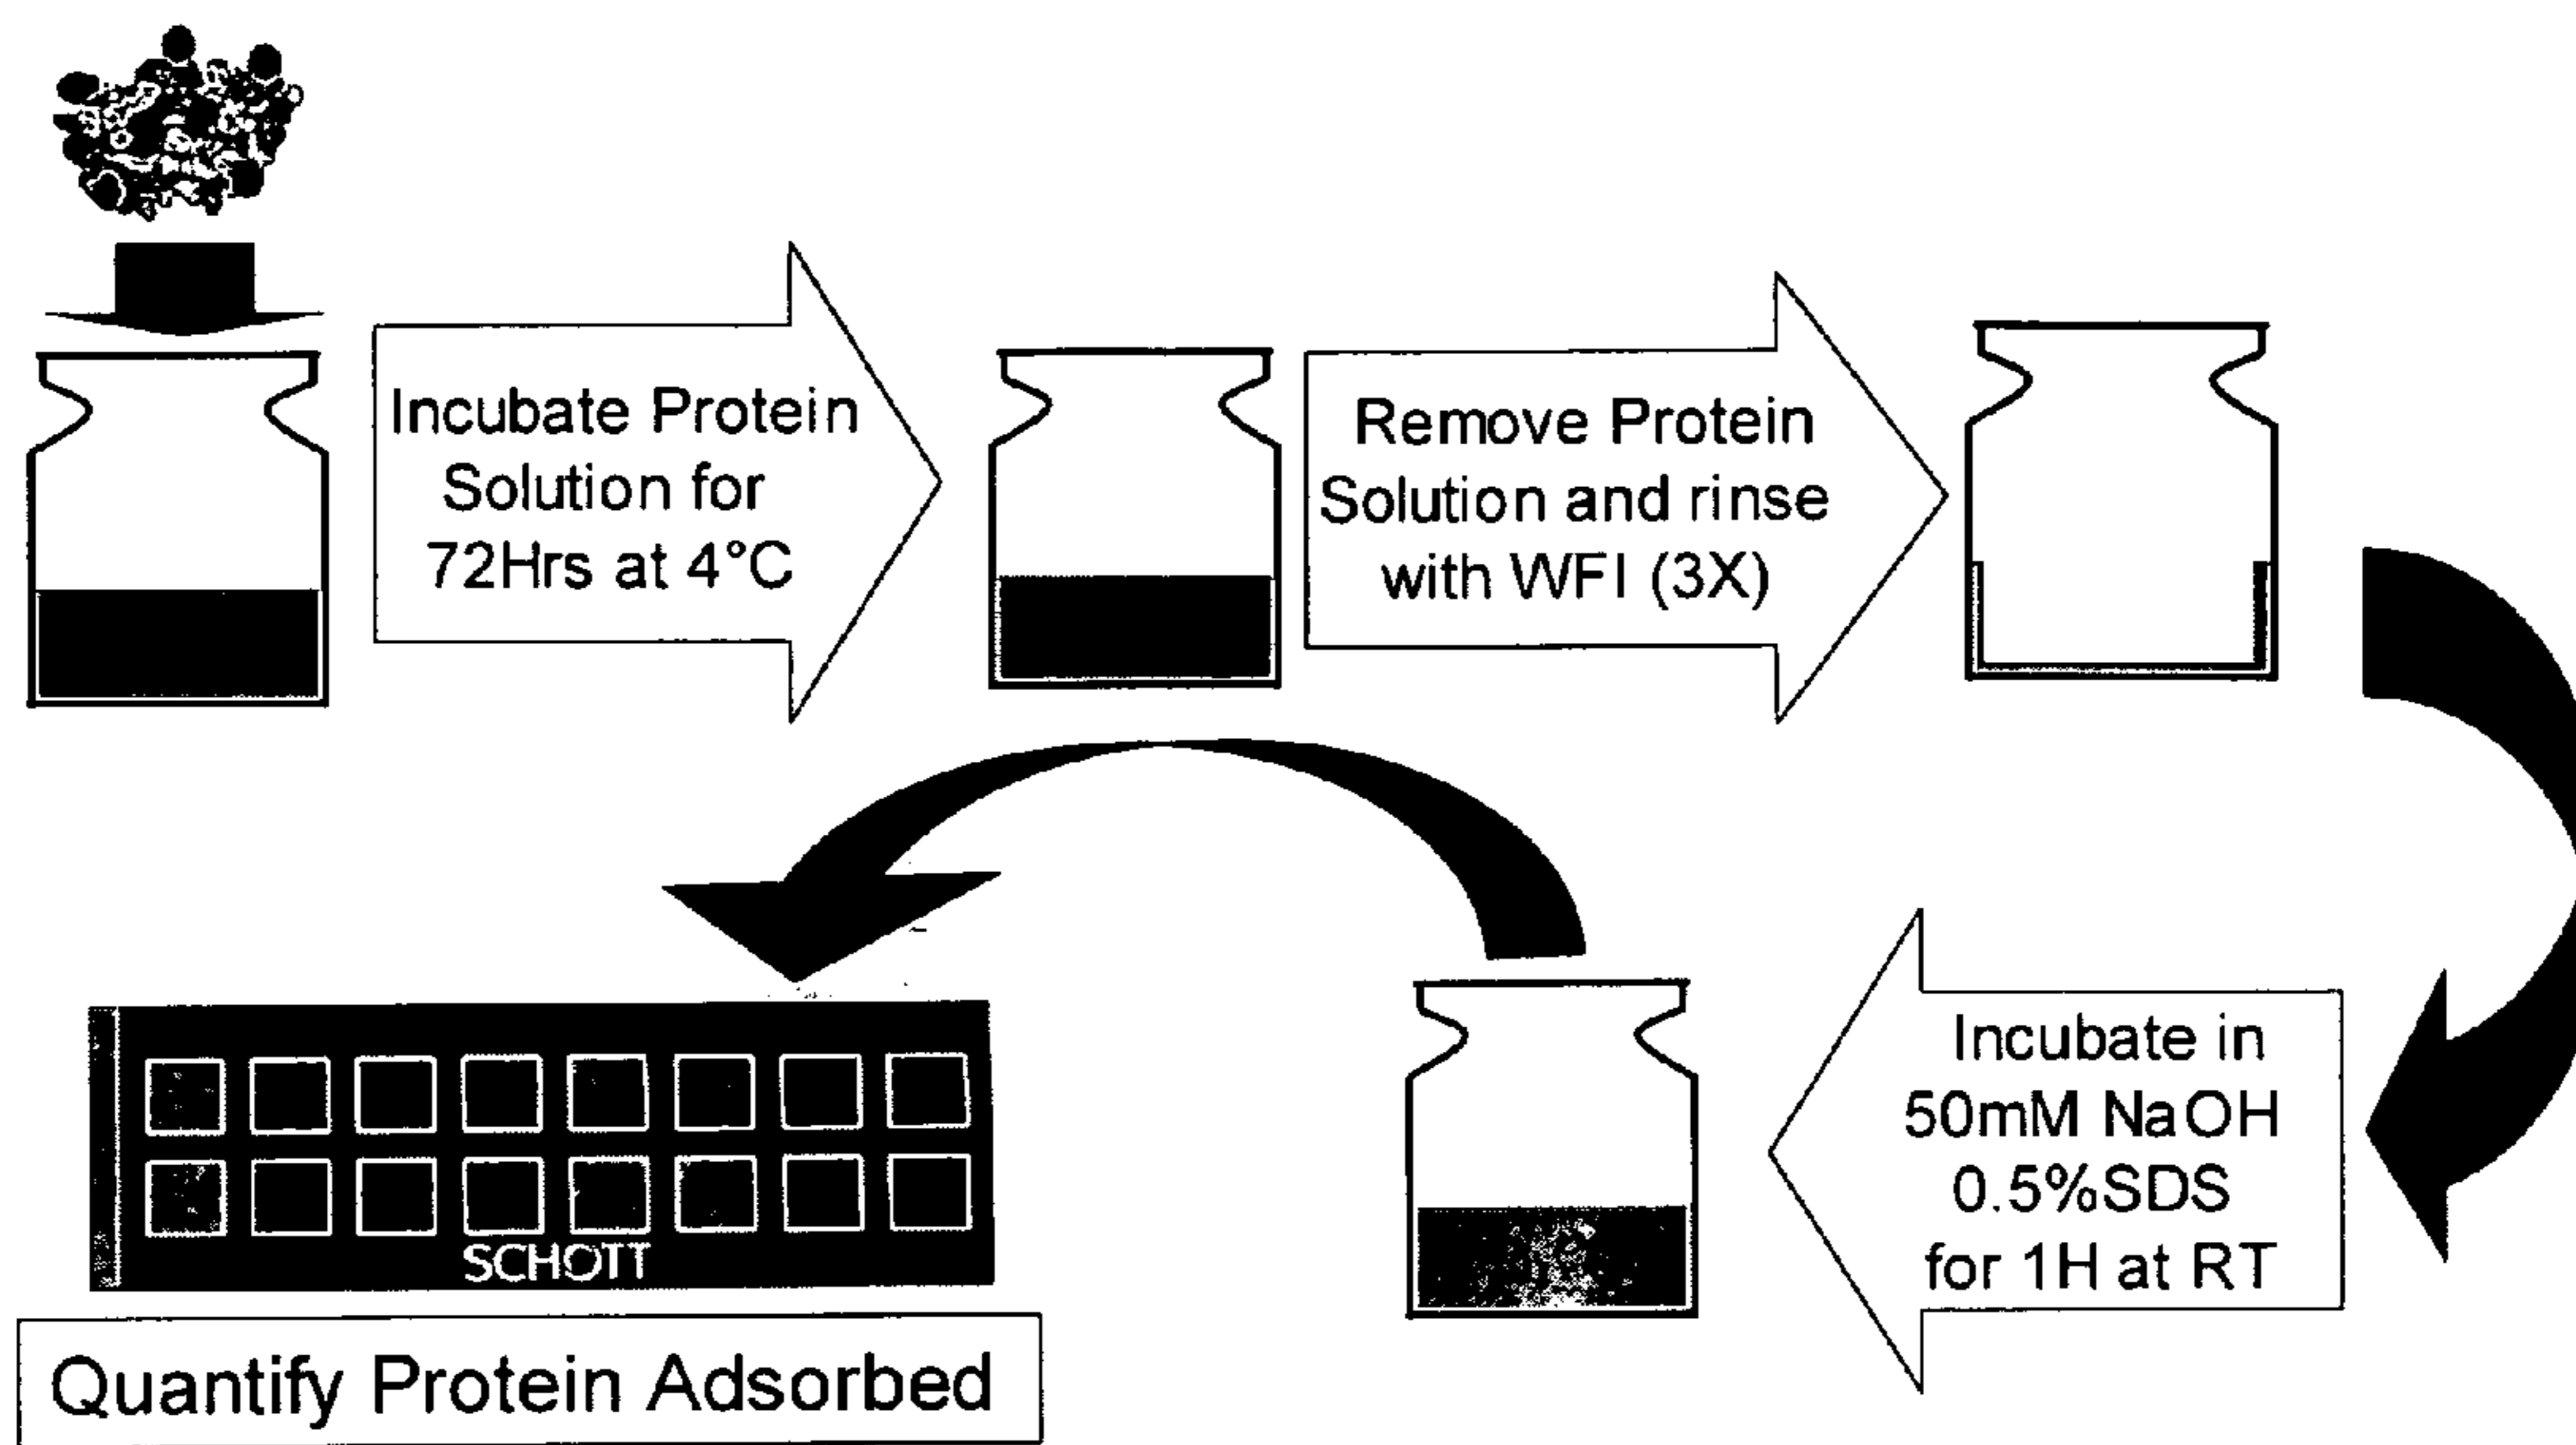 Incubate Protein
Solution for
72Hrs at 4°C
Remove Protein
Solution and rinse
with WFI (3X)
Incubate in
50mM NaOH
0.5%SDS
for 1H at RT
SCHOTT
Quantify Protein Adsorbed